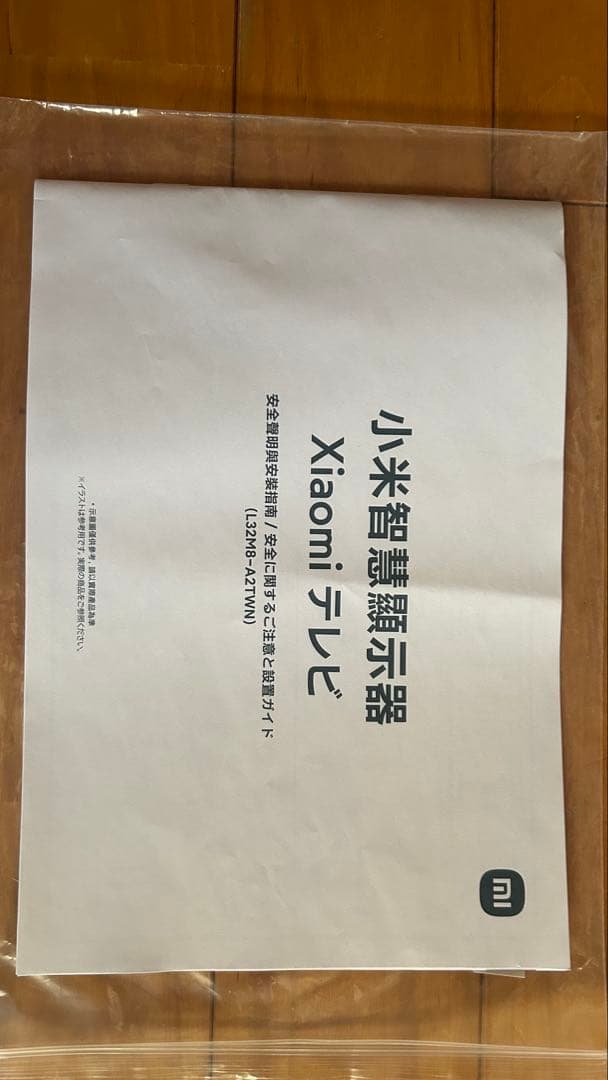 小米智慧顯示器
Xiaomi テレビ
安全聲明與安裝指南 / 安全に関するご注意と設置ガイド
(L32M8-A2TWN)
・示意圖僅供參考，請以實際產品為準
※イラストは参考用です。実際の商品をご参照ください。
mi